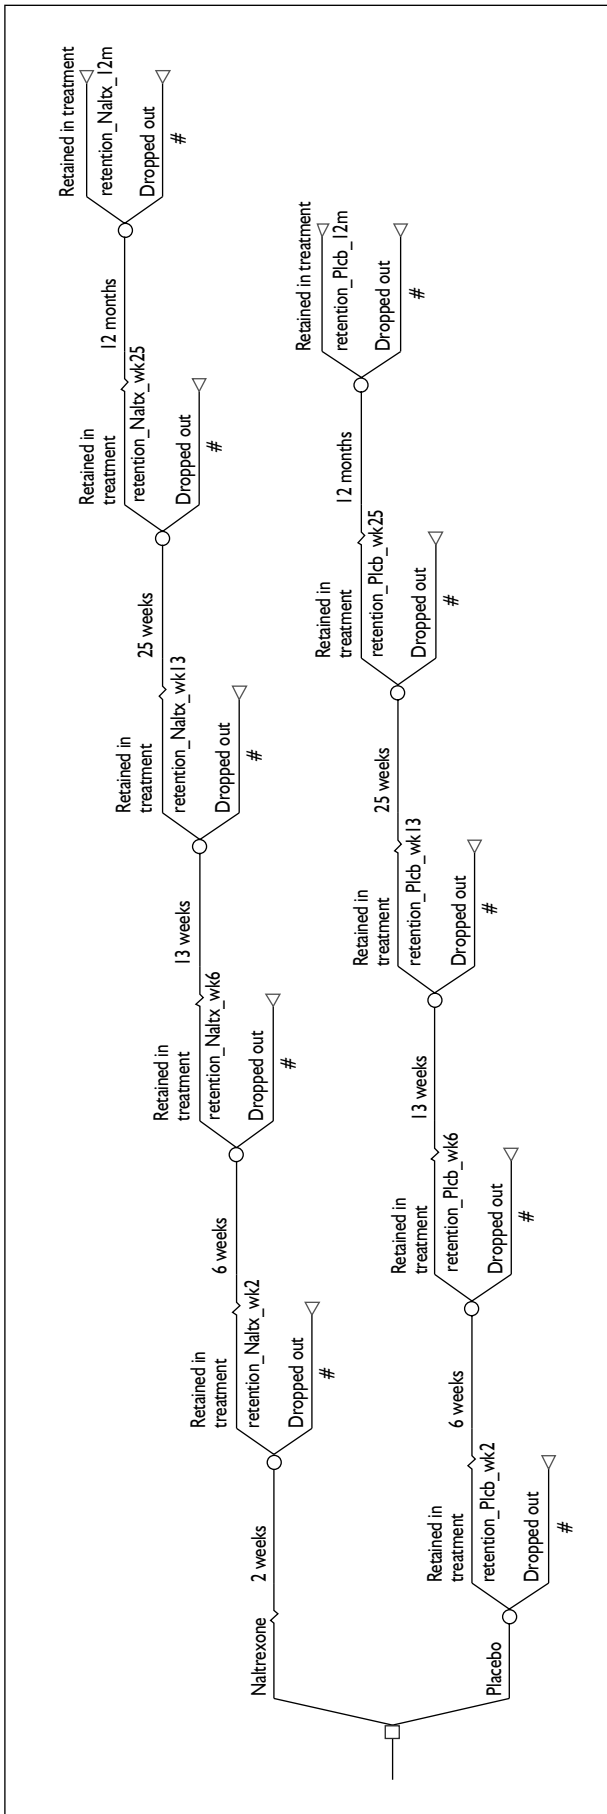 Naltrexone
2 weeks
Retained in
treatment
retention_Naltx_wk2
Dropped out
#
6 weeks
Retained in
treatment
retention_Naltx_wk6
Dropped out
#
13 weeks
Retained in
treatment
retention_Naltx_wk13
Dropped out
#
25 weeks
Retained in
treatment
retention_Naltx_wk25
Dropped out
#
12 months
Retained in treatment
retention_Naltx_12m
Dropped out
#
Placebo
Retained in
treatment
retention_Plcb_wk2
Dropped out
#
6 weeks
Retained in
treatment
retention_Plcb_wk6
Dropped out
#
13 weeks
Retained in
treatment
retention_Plcb_wk13
Dropped out
#
25 weeks
Retained in
treatment
retention_Plcb_wk25
Dropped out
#
12 months
Retained in treatment
retention_Plcb_12m
Dropped out
#